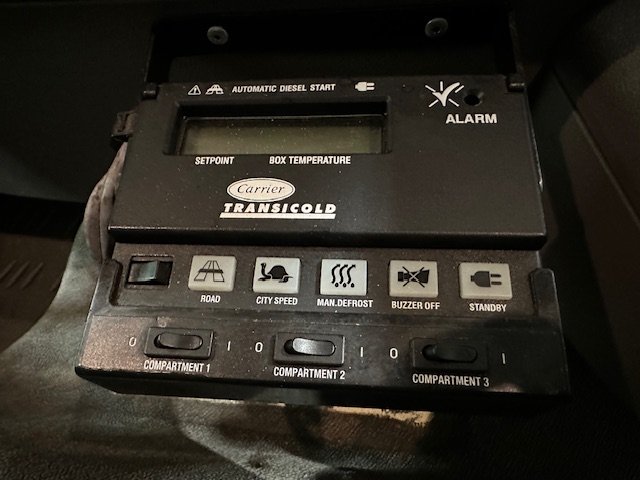 AUTOMATIC DIESEL START
ALARM
SETPOINT BOX TEMPERATURE
Carrier
TRANSICOLD
ROAD CITY SPEED MAN.DEFROST BUZZER OFF STANDBY
0 I 0 I 0 I
COMPARTMENT 1 COMPARTMENT 2 COMPARTMENT 3